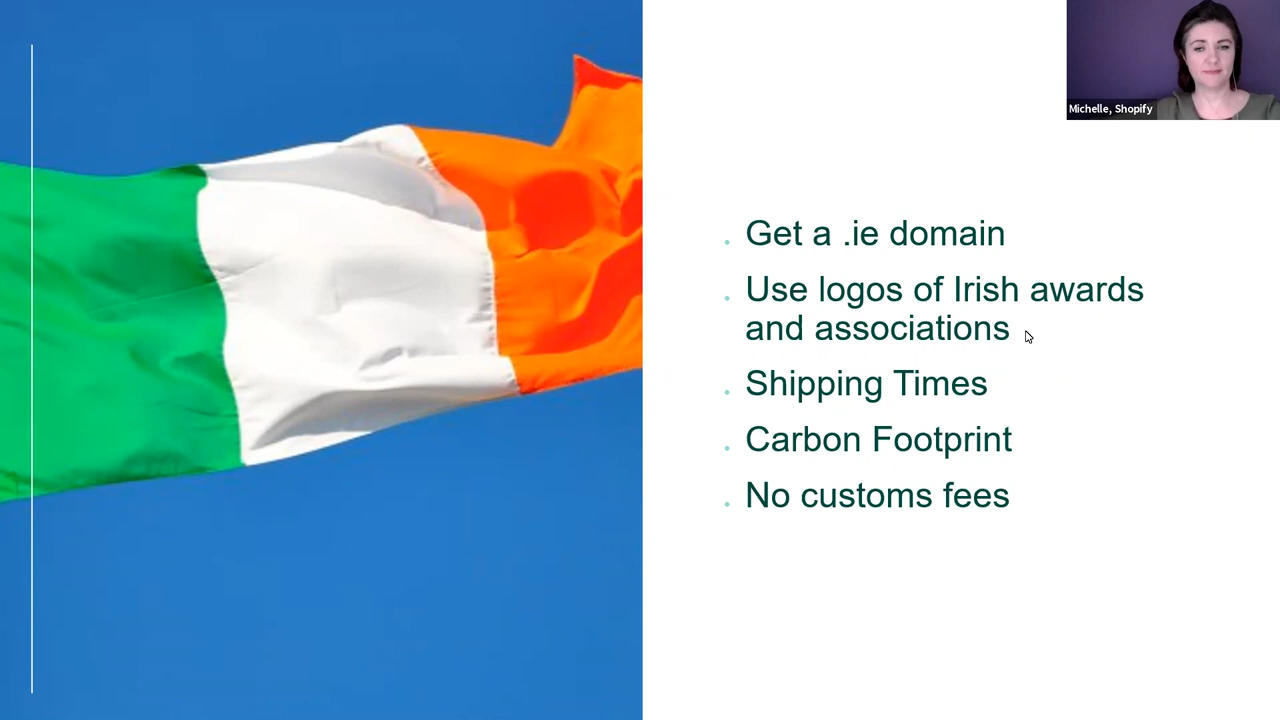 Michelle, Shopify
. Get a .ie domain
. Use logos of Irish awards
and associations
. Shipping Times
. Carbon Footprint
. No customs fees